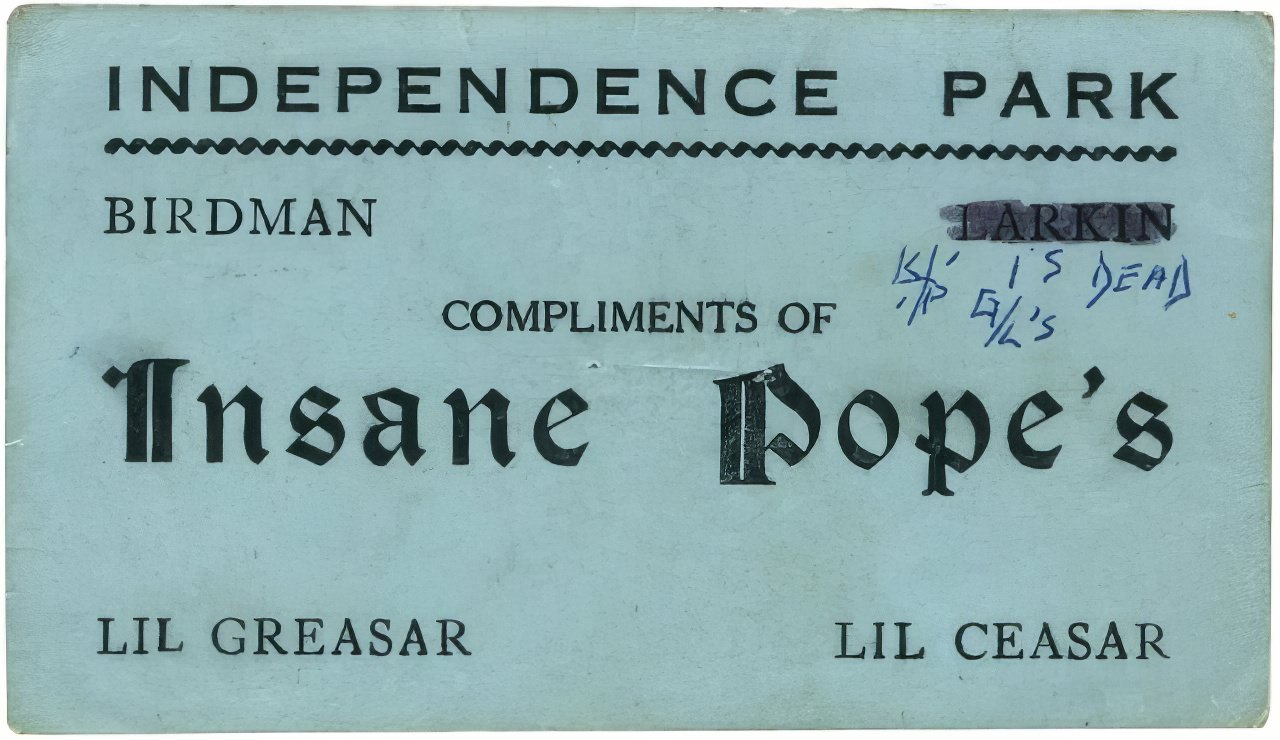 INDEPENDENCE PARK
BIRDMAN LARKIN
IS DEAD
G/L'S
COMPLIMENTS OF
Insane Pope's
LIL GREASAR LIL CEASAR